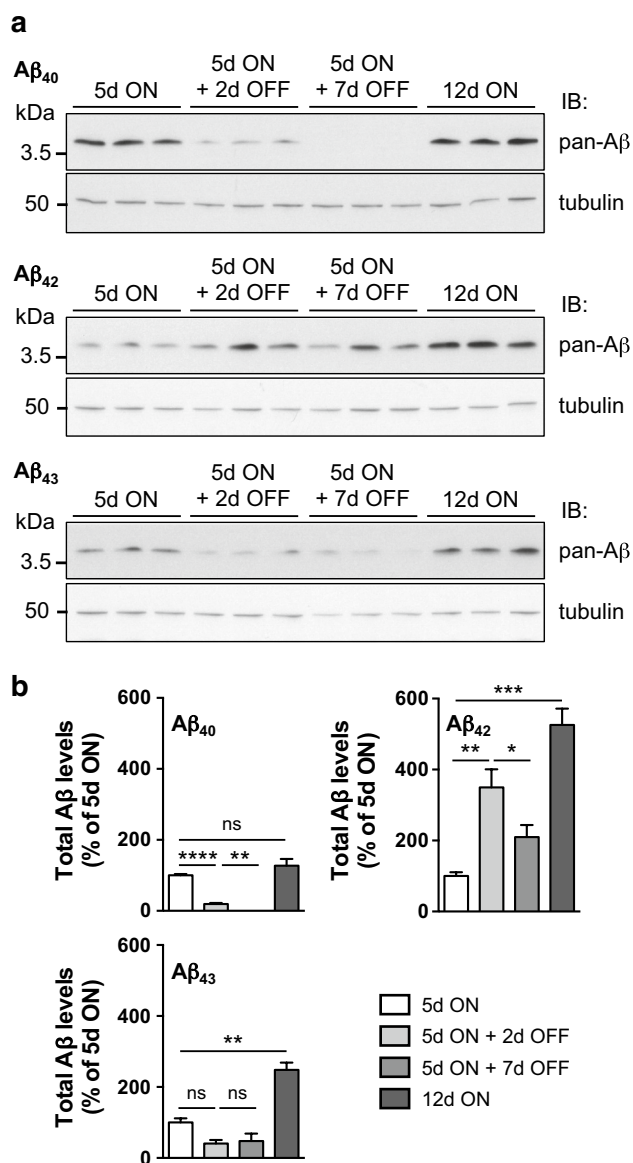 a
Aβ40
5d ON
5d ON + 2d OFF
5d ON + 7d OFF
12d ON
IB:
kDa
3.5
pan-Aβ
50
tubulin
Aβ42
5d ON
5d ON + 2d OFF
5d ON + 7d OFF
12d ON
IB:
kDa
3.5
pan-Aβ
50
tubulin
Aβ43
5d ON
5d ON + 2d OFF
5d ON + 7d OFF
12d ON
IB:
kDa
3.5
pan-Aβ
50
tubulin
b
Total Aβ levels
(% of 5d ON)
600
400
200
0
Aβ40
ns
**** **
Total Aβ levels
(% of 5d ON)
600
400
200
0
Aβ42
***
** *
Total Aβ levels
(% of 5d ON)
600
400
200
0
Aβ43
**
ns ns
5d ON
5d ON + 2d OFF
5d ON + 7d OFF
12d ON